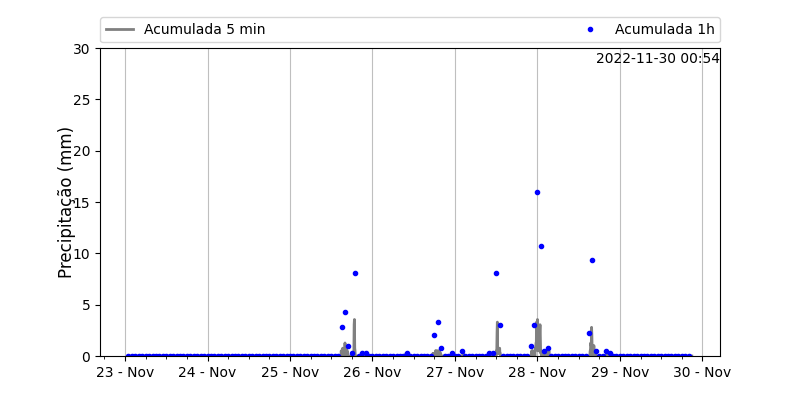 Acumulada 5 min
Acumulada 1h
2022-11-30 00:54
Precipitação (mm)
30
25
20
15
10
5
0
23 - Nov
24 - Nov
25 - Nov
26 - Nov
27 - Nov
28 - Nov
29 - Nov
30 - Nov